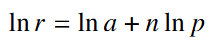 ln r = ln a + n ln p